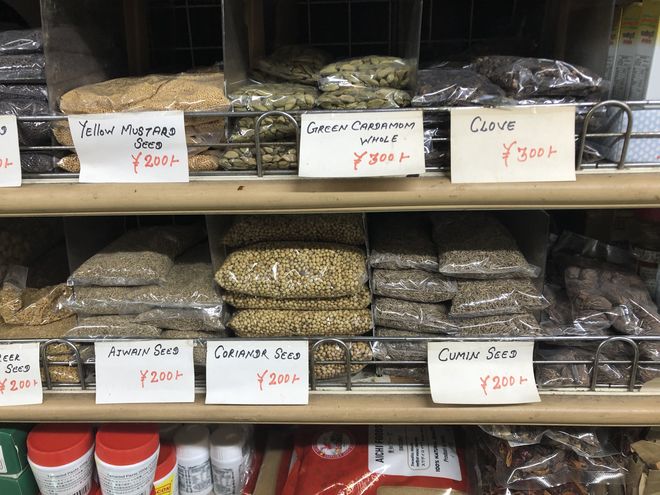 YELLOW MUSTARD
SEED
¥200/-
GREEN CARDAMOM
WHOLE
¥300/-
CLOVE
¥300/-
SEED
¥200/-
AJWAIN SEED
¥200/-
CORIANDR SEED
¥200/-
CUMIN SEED
¥200/-